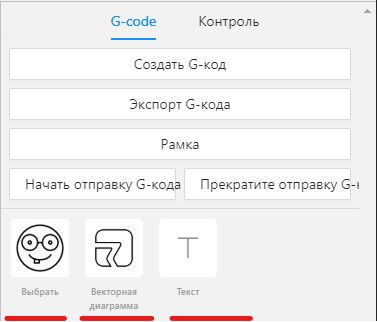 G-code Контроль
Создать G-код
Экспорт G-кода
Рамка
Начать отправку G-кода Прекратите отправку G-к
T
Выбрать Векторная Текст
диаграмма